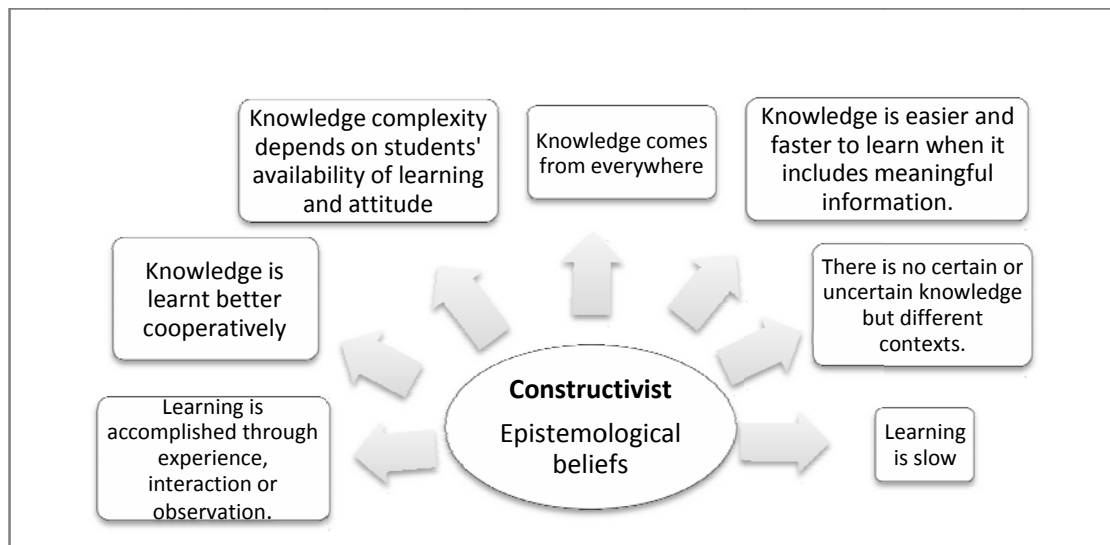 Knowledge complexity
depends on students'
availability of learning
and attitude
Knowledge comes
from everywhere
Knowledge is easier and
faster to learn when it
includes meaningful
information.
Knowledge is
learnt better
cooperatively
There is no certain or
uncertain knowledge
but different
contexts.
Learning is
accomplished through
experience,
interaction or
observation.
Constructivist
Epistemological
beliefs
Learning
is slow